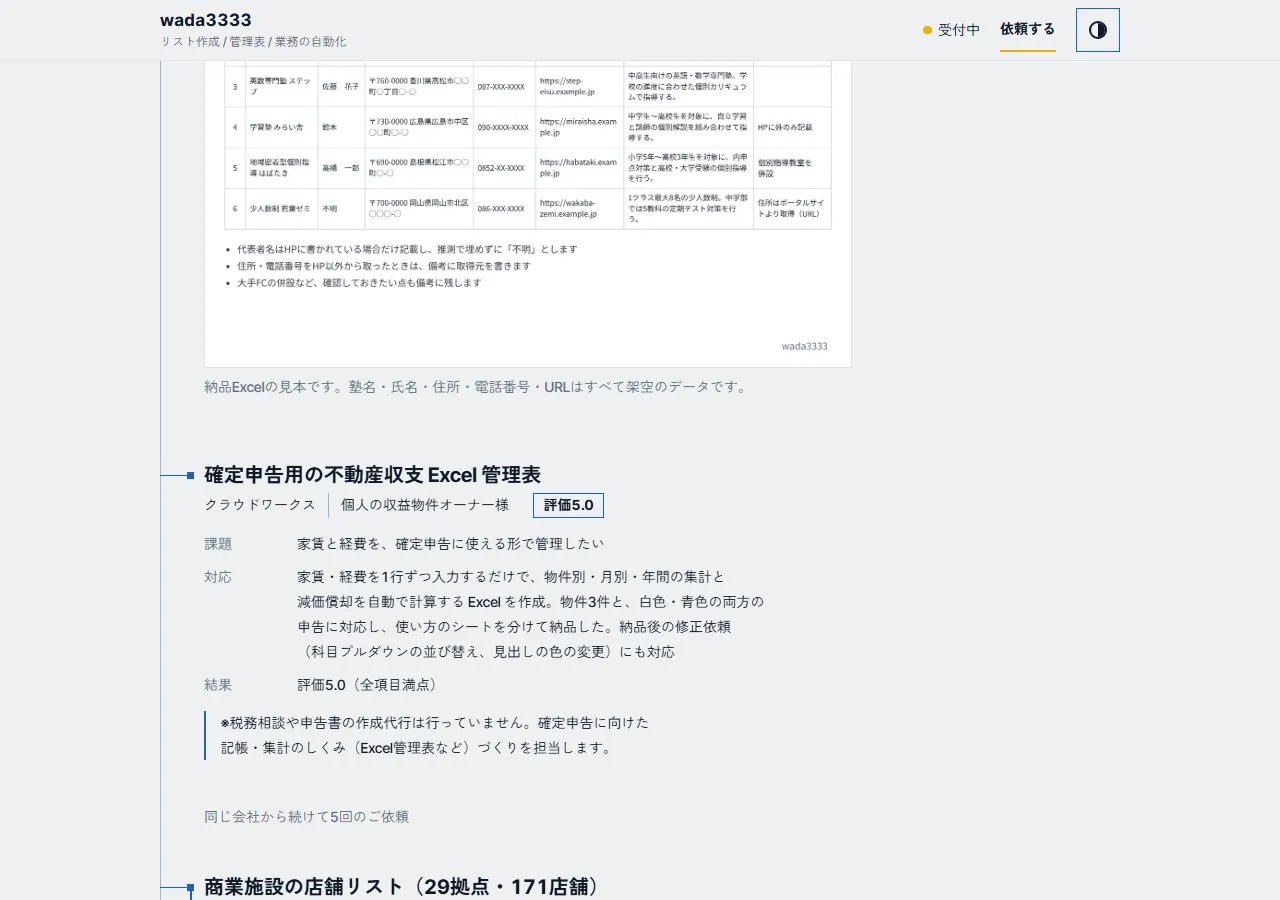 wada3333
リスト作成 / 管理表 / 業務の自動化
受付中
依頼する
3 英数専門塾 ステップ 佐藤 花子 〒760-0000 香川県高松市〇〇町〇丁目〇-〇 087-XXX-XXXX https://step-eisu.example.jp 中高生向けの英語・数学専門塾。学校の進度に合わせた個別カリキュラムで指導する。
4 学習塾 みらい舎 鈴木 〒730-0000 広島県広島市中区〇〇町〇-〇 090-XXXX-XXXX https://miraisha.example.jp 中学生〜高校生を対象に、自立学習と講師の個別解説を組み合わせて指導する。 HPに姓のみ記載
5 地域密着型個別指導 はばたき 高橋 一郎 〒690-0000 島根県松江市〇〇町〇-〇 0852-XX-XXXX https://habataki.example.jp 小学5年〜高校3年生を対象に、内申点対策と高校・大学受験の個別指導を行う。 個別指導教室を併設
6 少人数制 若葉ゼミ 不明 〒700-0000 岡山県岡山市北区〇〇〇-〇 086-XXX-XXXX https://wakaba-zemi.example.jp 1クラス最大8名の少人数制。中学部では5教科の定期テスト対策を行う。 住所はポータルサイトより取得（URL）
• 代表者名はHPに書かれている場合だけ記載し、推測で埋めずに「不明」とします
• 住所・電話番号をHP以外から取ったときは、備考に取得元を書きます
• 大手FCの併設など、確認しておきたい点も備考に残します
wada3333
納品Excelの見本です。塾名・氏名・住所・電話番号・URLはすべて架空のデータです。
確定申告用の不動産収支 Excel 管理表
クラウドワークス 個人の収益物件オーナー様 評価5.0
課題 家賃と経費を、確定申告に使える形で管理したい
対応 家賃・経費を1行ずつ入力するだけで、物件別・月別・年間の集計と
減価償却を自動で計算する Excel を作成。物件3件と、白色・青色の両方の
申告に対応し、使い方のシートを分けて納品した。納品後の修正依頼
（科目プルダウンの並び替え、見出しの色の変更）にも対応
結果 評価5.0（全項目満点）
※税務相談や申告書の作成代行は行っていません。確定申告に向けた
記帳・集計のしくみ（Excel管理表など）づくりを担当します。
同じ会社から続けて5回のご依頼
商業施設の店舗リスト（29拠点・171店舗）